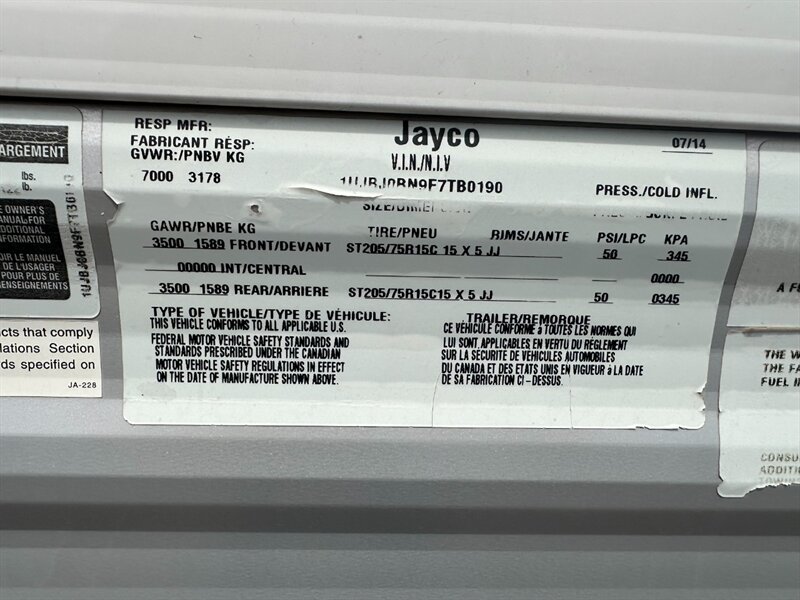 ARGEMENT
lbs.
lb.
E OWNER'S
MANUAL FOR
ADDITIONAL
FORMATION
IR LE MANUEL
DE L'USAGER
POUR PLUS DE
ENSEIGNEMENTS
cts that comply
lations Section
ds specified on
JA-228
RESP MFR: Jayco 07/14
FABRICANT RÉSP: V.I.N./N.I.V
GVWR:/PNBV KG
7000 3178 1UJBJ0BN9F7TB0190 PRESS./COLD INFL.
GAWR/PNBE KG TIRE/PNEU RIMS/JANTE PSI/LPC KPA
3500 1589 FRONT/DEVANT ST205/75R15C 15 X 5 JJ 50 345
00000 INT/CENTRAL 0000
3500 1589 REAR/ARRIERE ST205/75R15C15 X 5 JJ 50 0345
TYPE OF VEHICLE/TYPE DE VÉHICULE: TRAILER/REMORQUE
THIS VEHICLE CONFORMS TO ALL APPLICABLE U.S.
FEDERAL MOTOR VEHICLE SAFETY STANDARDS AND
STANDARDS PRESCRIBED UNDER THE CANADIAN
MOTOR VEHICLE SAFETY REGULATIONS IN EFFECT
ON THE DATE OF MANUFACTURE SHOWN ABOVE.
CE VÉHICULE CONFORME à TOUTES LES NORMES QUI
LUI SONT APPLICABLES EN VERTU DU RÈGLEMENT
SUR LA SÉCURITÉ DE VÉHICULES AUTOMOBILES
DU CANADA ET DES ETATS UNIS EN VIGUEUR à LA DATE
DE SA FABRICATION CI-DESSUS.
A F
THE W
THE FA
FUEL I
CONSU
ADDITI
TOWIN